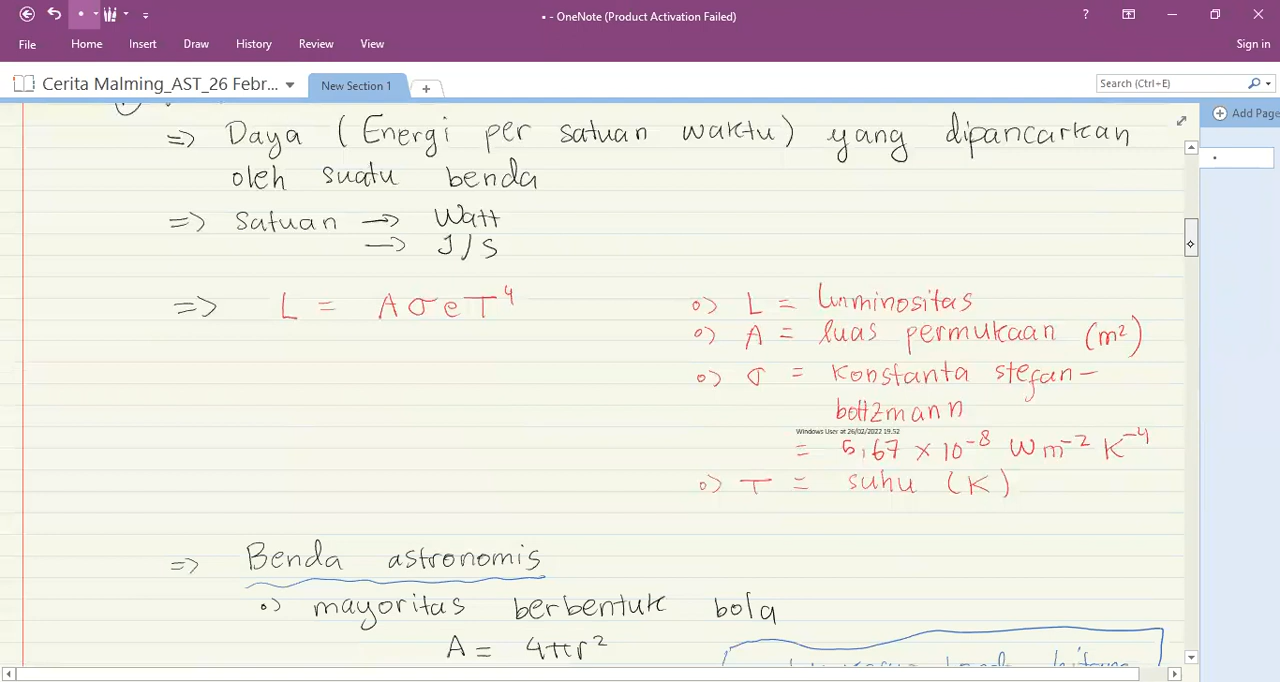 • - OneNote (Product Activation Failed)
File Home Insert Draw History Review View Sign in
Cerita Malming_AST_26 Febr... New Section 1 Search (Ctrl+E)
Add Page
=> Daya (Energi per satuan waktu) yang dipancarkan
oleh suatu benda
=> Satuan → Watt
→ J/S
=> L = AσeT⁴
o) L = Luminositas
o) A = luas permukaan (m²)
o) σ = konstanta stefan-
boltzmann
Windows User at 26/02/2022 19.52
= 5,67 × 10⁻⁸ Wm⁻² K⁻⁴
o) T = suhu (K)
=> Benda astronomis
o) mayoritas berbentuk bola
A = 4πr²